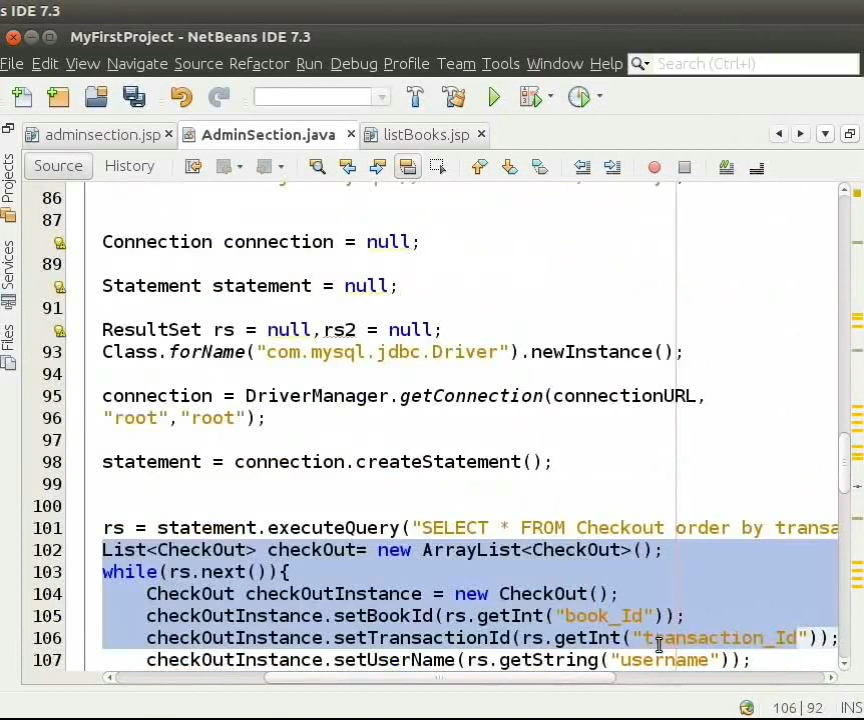 s IDE 7.3
MyFirstProject - NetBeans IDE 7.3
File Edit View Navigate Source Refactor Run Debug Profile Team Tools Window Help Search (Ctrl+I)
adminsection.jsp AdminSection.java listBooks.jsp
Source History
Projects
Services
Files
86
87
Connection connection = null;
89
Statement statement = null;
91
ResultSet rs = null,rs2 = null;
93 Class.forName("com.mysql.jdbc.Driver").newInstance();
94
95 connection = DriverManager.getConnection(connectionURL,
96 "root","root");
97
98 statement = connection.createStatement();
99
100
101 rs = statement.executeQuery("SELECT * FROM Checkout order by transa
102 List<CheckOut> checkOut= new ArrayList<CheckOut>();
103 while(rs.next()){
104 CheckOut checkOutInstance = new CheckOut();
105 checkOutInstance.setBookId(rs.getInt("book_Id"));
106 checkOutInstance.setTransactionId(rs.getInt("transaction_Id"));
107 checkOutInstance.setUserName(rs.getString("username"));
106|92 INS